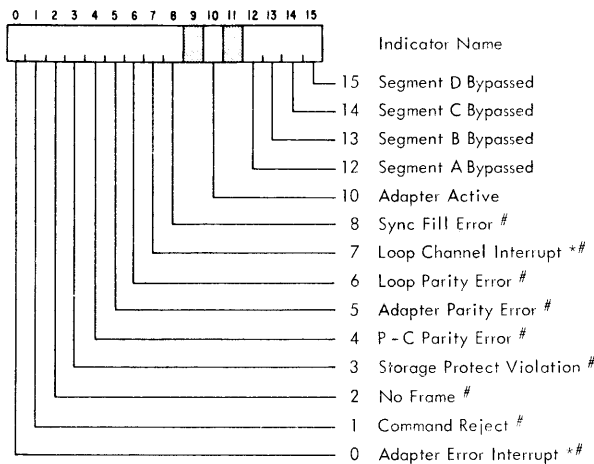 0 1 2 3 4 5 6 7 8 9 10 11 12 13 14 15
Indicator Name
15 Segment D Bypassed
14 Segment C Bypassed
13 Segment B Bypassed
12 Segment A Bypassed
10 Adapter Active
8 Sync Fill Error #
7 Loop Channel Interrupt *#
6 Loop Parity Error #
5 Adapter Parity Error #
4 P-C Parity Error #
3 Storage Protect Violation #
2 No Frame #
1 Command Reject #
0 Adapter Error Interrupt *#